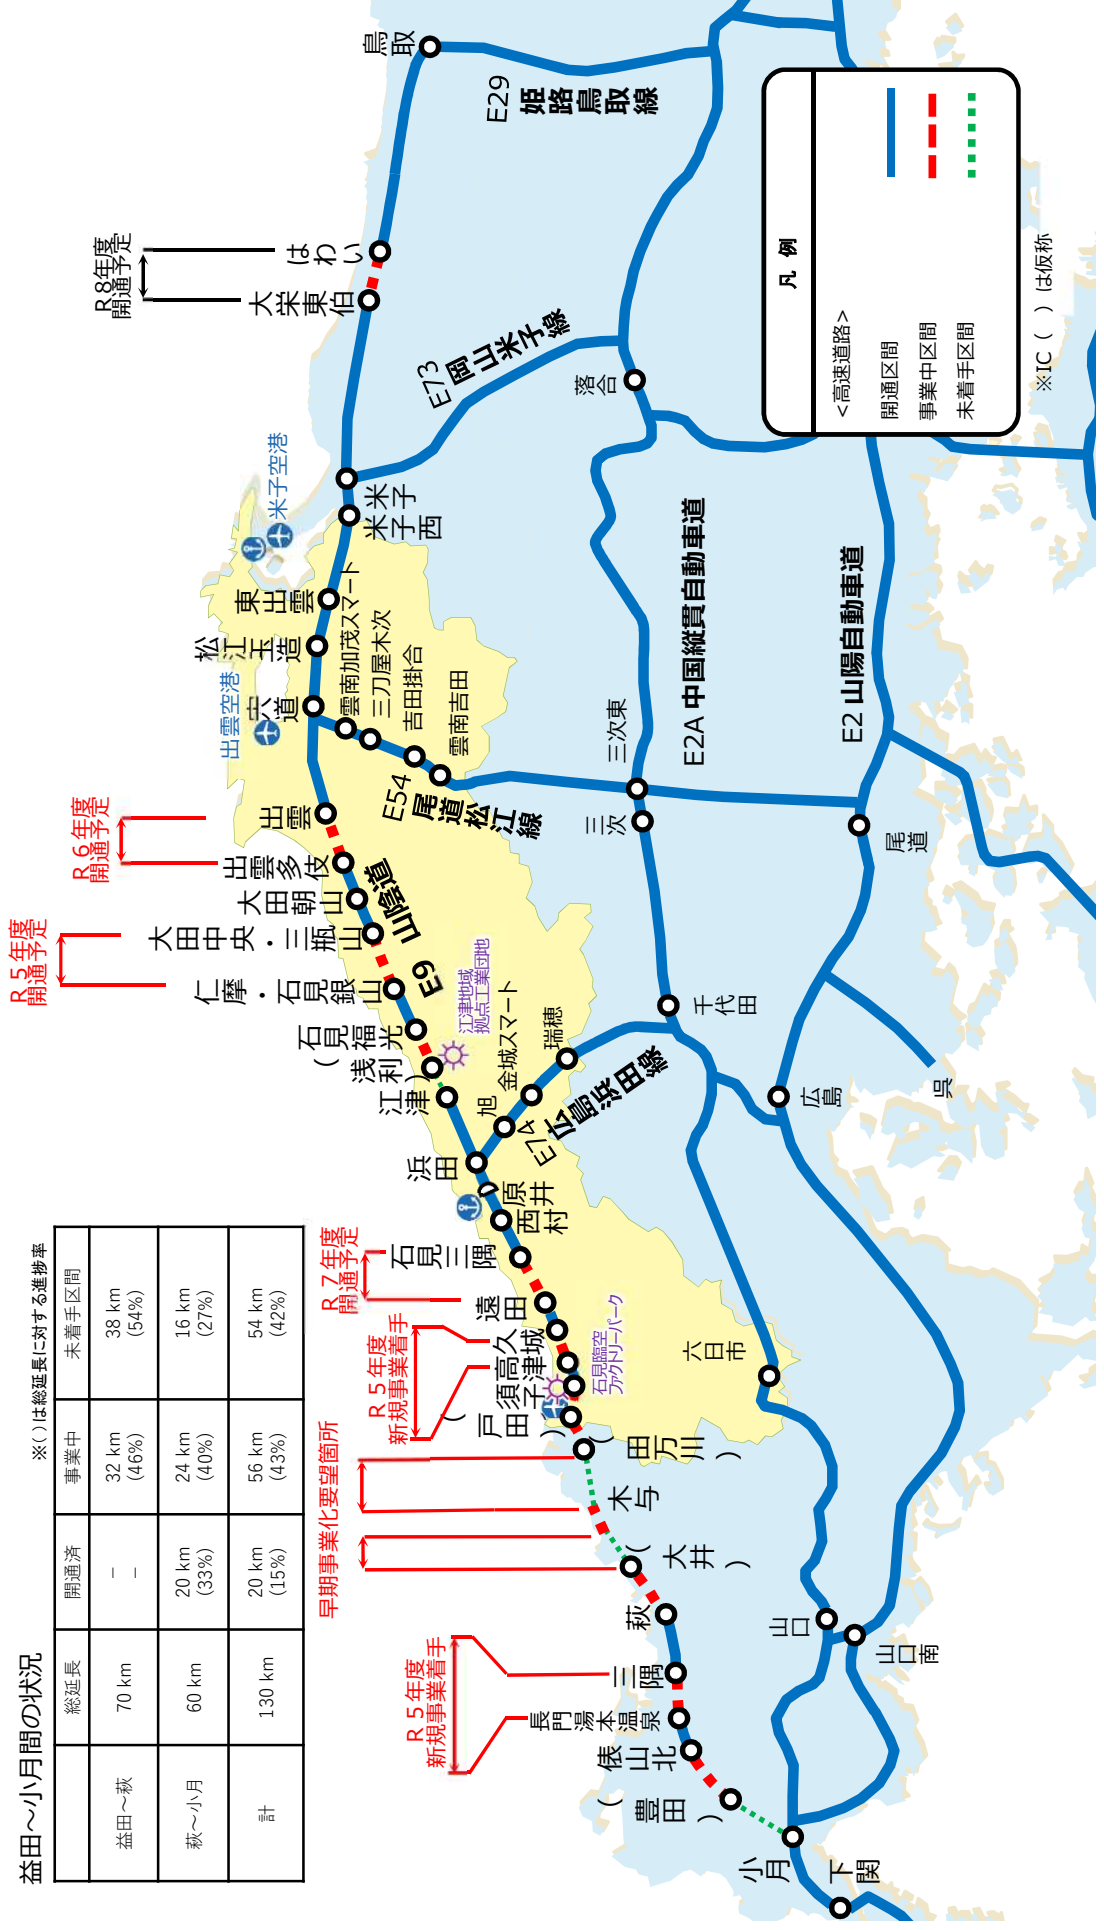 益田～小月間の状況
※( )は総延長に対する進捗率
総延長 開通済 事業中 未着手区間
益田～萩 70 km － － 32 km (46%) 38 km (54%)
萩～小月 60 km 20 km (33%) 24 km (40%) 16 km (27%)
計 130 km 20 km (15%) 56 km (43%) 54 km (42%)
Ｒ５年度
新規事業着手
早期事業化要望箇所
Ｒ５年度
新規事業着手
Ｒ７年度
開通予定
Ｒ５年度
開通予定
Ｒ６年度
開通予定
Ｒ８年度
開通予定
下関
小月
(豊田)
俵山北
長門湯本温泉
三隅
萩
(大井)
木与
(田万川)
(戸田)
須子
高津
久城
遠田
石見三隅
西村
原井
浜田
江津
(浅利)
石見福光
仁摩・石見銀山
大田中央・三瓶山
大田朝山
出雲多伎
出雲
宍道
松江玉造
東出雲
米子西
米子
大栄東伯
はわい
鳥取
出雲空港
米子空港
石見臨空
ファクトリーパーク
江津地域
拠点工業団地
E9 山陰道
雲南加茂スマート
三刀屋木次
吉田掛合
雲南吉田
E54
尾道松江線
旭
金城スマート
瑞穂
E74 広島浜田線
E73
岡山米子線
E29
姫路鳥取線
落合
三次東
三次
千代田
六日市
山口
山口南
広島
呉
尾道
E2A 中国縦貫自動車道
E2 山陽自動車道
凡 例
<高速道路>
開通区間
事業中区間
未着手区間
※IC（ ）は仮称